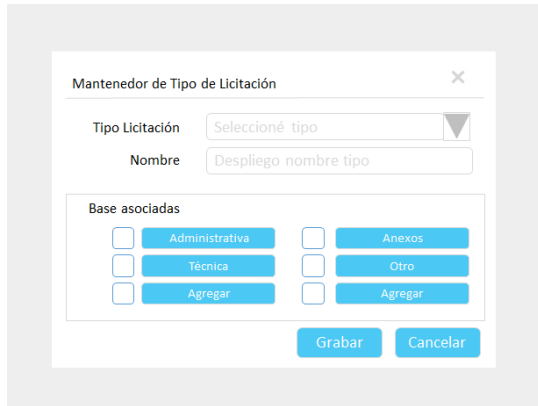 Mantenedor de Tipo de Licitación
Tipo Licitación Seleccioné tipo
Nombre Despliego nombre tipo
Base asociadas
Administrativa Anexos
Técnica Otro
Agregar Agregar
Grabar Cancelar